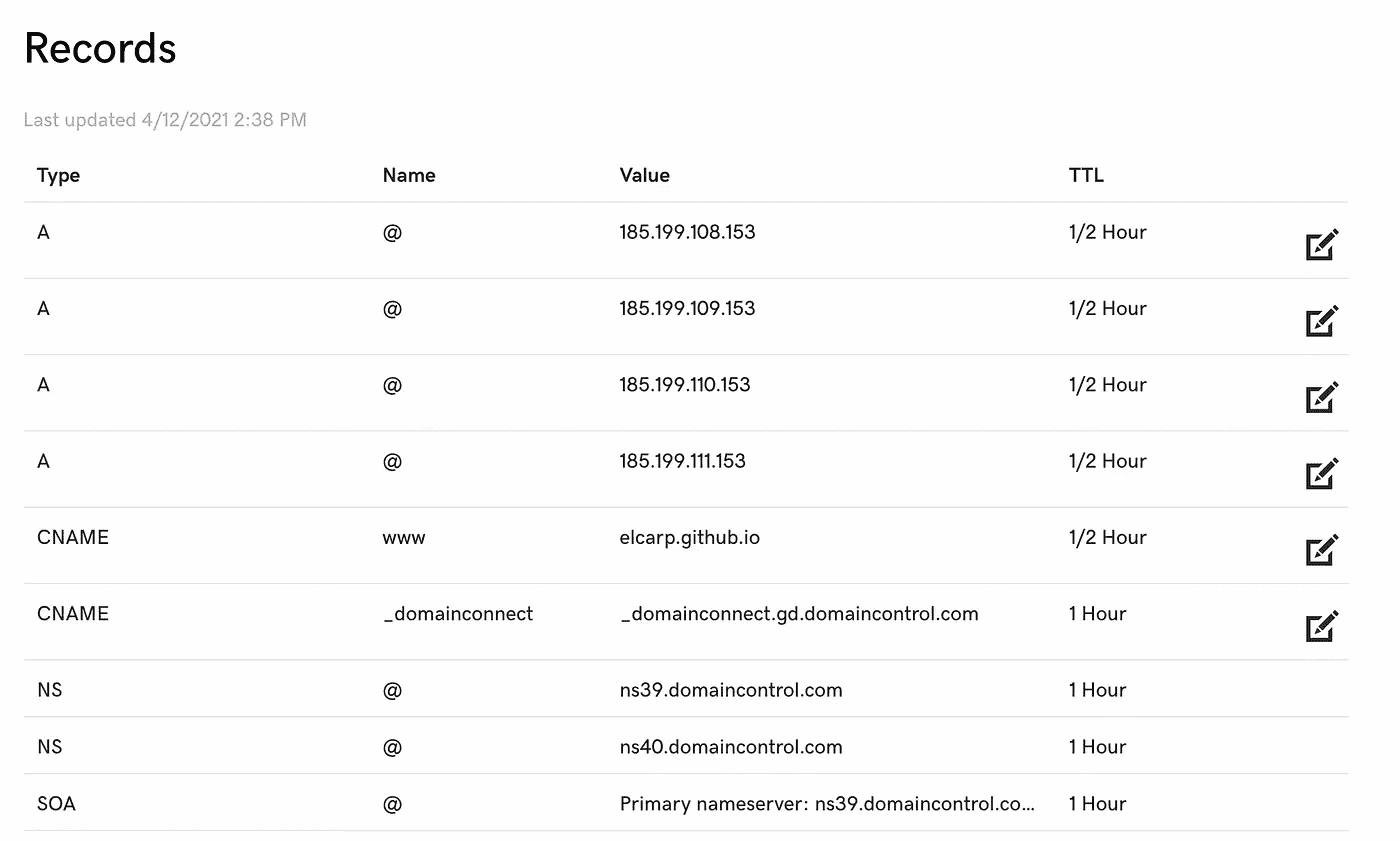 Records
Last updated 4/12/2021 2:38 PM
Type Name Value TTL
A @ 185.199.108.153 1/2 Hour
A @ 185.199.109.153 1/2 Hour
A @ 185.199.110.153 1/2 Hour
A @ 185.199.111.153 1/2 Hour
CNAME www elcarp.github.io 1/2 Hour
CNAME _domainconnect _domainconnect.gd.domaincontrol.com 1 Hour
NS @ ns39.domaincontrol.com 1 Hour
NS @ ns40.domaincontrol.com 1 Hour
SOA @ Primary nameserver: ns39.domaincontrol.co... 1 Hour